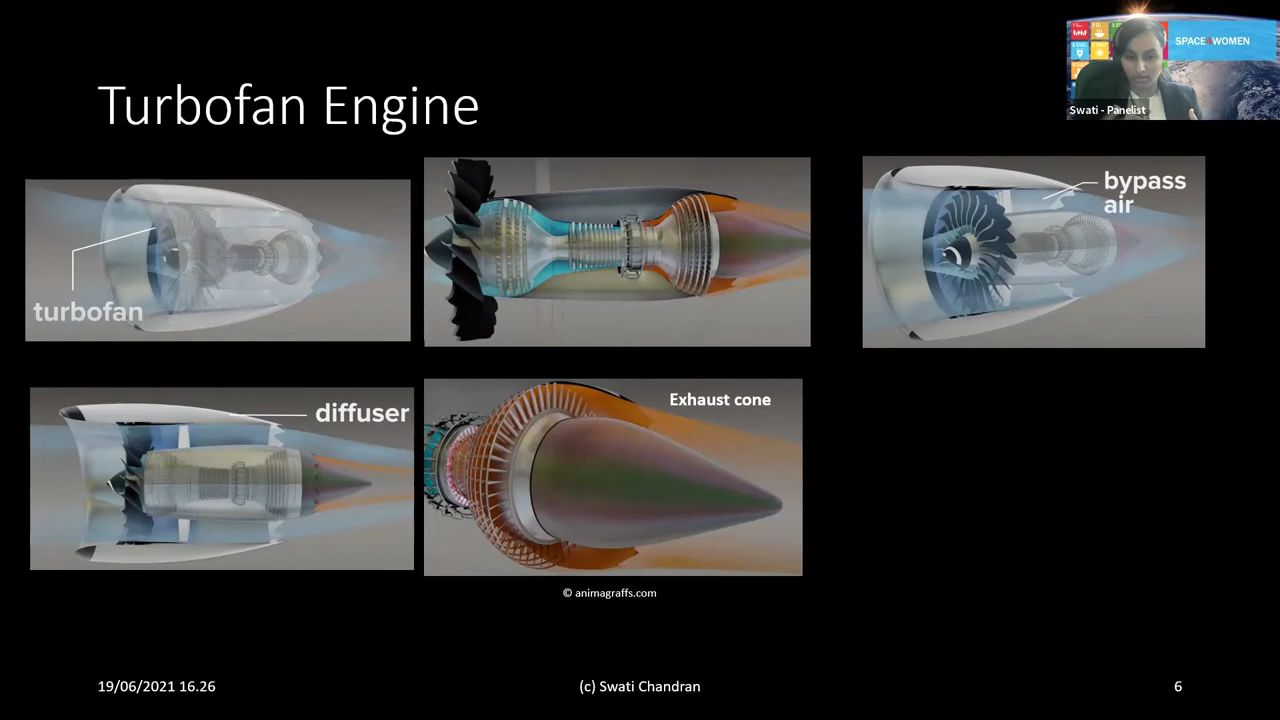 SPACE4WOMEN
Swati - Panelist
Turbofan Engine
turbofan
bypass
air
diffuser
Exhaust cone
© animagraffs.com
19/06/2021 16.26
(c) Swati Chandran
6